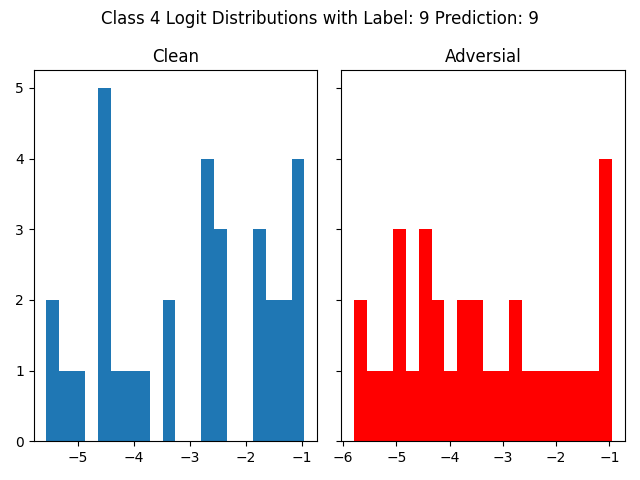 Class 4 Logit Distributions with Label: 9 Prediction: 9
Clean
Adversial
5
4
3
2
1
0
−5 −4 −3 −2 −1
−6 −5 −4 −3 −2 −1